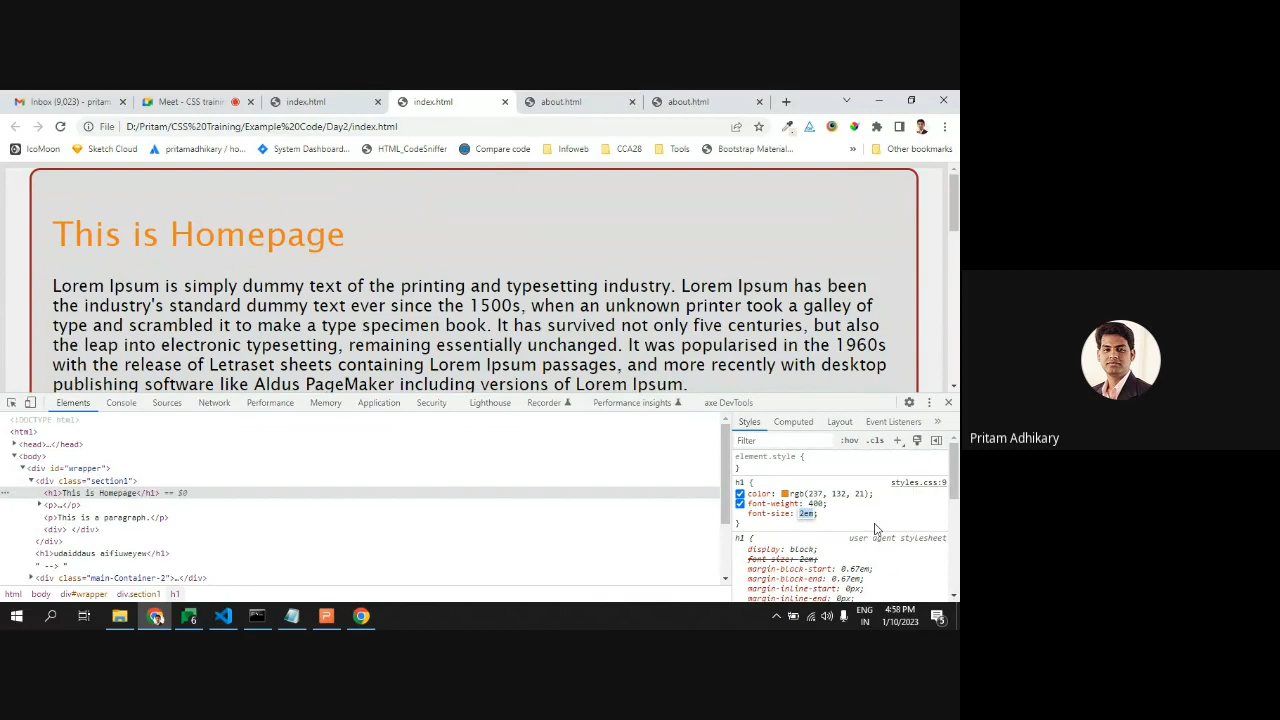 Inbox (9,023) - pritam
Meet - CSS traini
index.html
index.html
about.html
about.html
File
D:/Pritam/CSS%20Training/Example%20Code/Day2/index.html
IcoMoon
Sketch Cloud
pritamadhikary / ho...
System Dashboard...
HTML_CodeSniffer
Compare code
Infoweb
CCA28
Tools
Bootstrap Material...
»
Other bookmarks
This is Homepage
Lorem Ipsum is simply dummy text of the printing and typesetting industry. Lorem Ipsum has been
the industry's standard dummy text ever since the 1500s, when an unknown printer took a galley of
type and scrambled it to make a type specimen book. It has survived not only five centuries, but also
the leap into electronic typesetting, remaining essentially unchanged. It was popularised in the 1960s
with the release of Letraset sheets containing Lorem Ipsum passages, and more recently with desktop
publishing software like Aldus PageMaker including versions of Lorem Ipsum.
Elements
Console
Sources
Network
Performance
Memory
Application
Security
Lighthouse
Recorder
Performance insights
axe DevTools
<!DOCTYPE html>
<html>
<head>…</head>
<body>
<div id="wrapper">
<div class="section1">
<h1>This is Homepage</h1> == $0
<p>…</p>
<p>This is a paragraph.</p>
<div> </div>
</div>
<h1>udaiddaus aifiuweyew</h1>
" --> "
<div class="main-Container-2">…</div>
html
body
div#wrapper
div.section1
h1
Styles
Computed
Layout
Event Listeners
»
Filter
:hov
.cls
+
element.style {
}
h1 {
styles.css:9
color: rgb(237, 132, 21);
font-weight: 400;
font-size: 2em;
}
h1 {
user agent stylesheet
display: block;
font-size: 2em;
margin-block-start: 0.67em;
margin-block-end: 0.67em;
margin-inline-start: 0px;
margin-inline-end: 0px;
ENG
IN
4:58 PM
1/10/2023
5
Pritam Adhikary